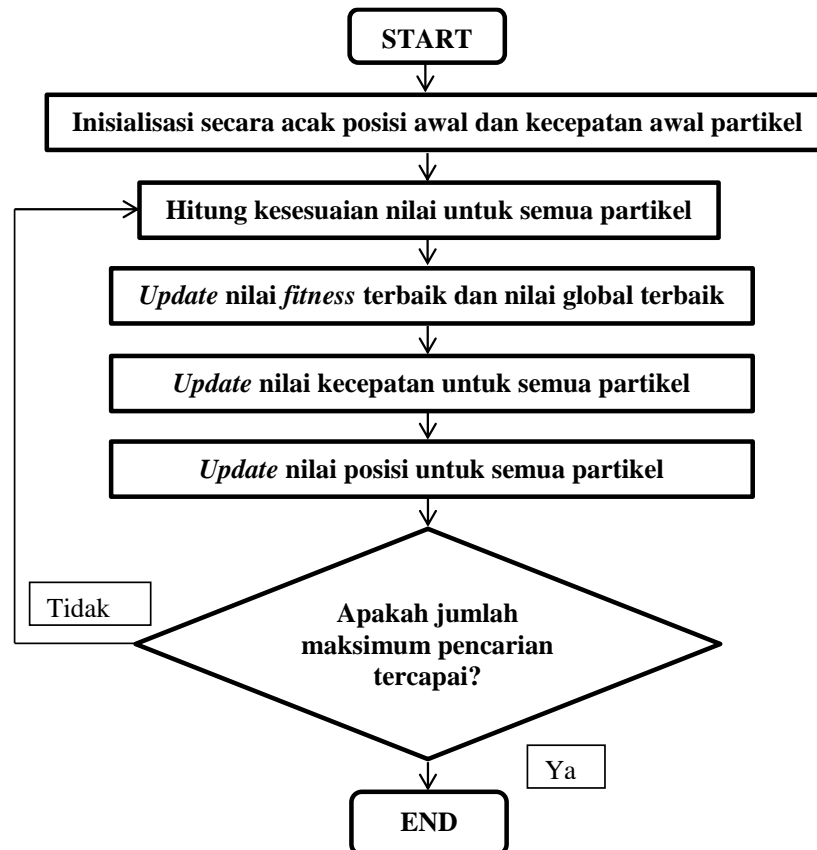 START
Inisialisasi secara acak posisi awal dan kecepatan awal partikel
Hitung kesesuaian nilai untuk semua partikel
Update nilai fitness terbaik dan nilai global terbaik
Update nilai kecepatan untuk semua partikel
Update nilai posisi untuk semua partikel
Tidak
Apakah jumlah
maksimum pencarian
tercapai?
Ya
END